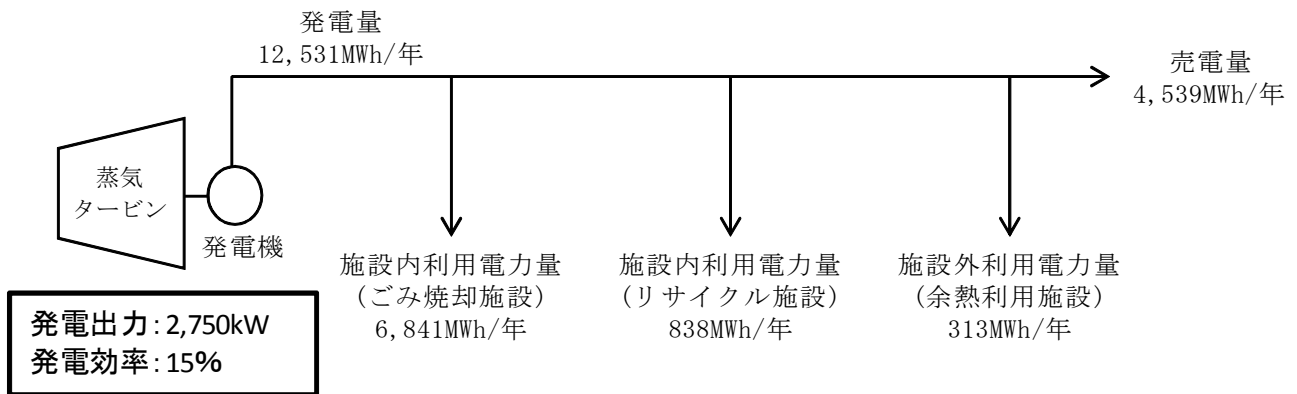 発電量
12,531MWh/年
売電量
4,539MWh/年
蒸気
タービン
発電機
施設内利用電力量
(ごみ焼却施設)
6,841MWh/年
施設内利用電力量
(リサイクル施設)
838MWh/年
施設外利用電力量
(余熱利用施設)
313MWh/年
発電出力:2,750kW
発電効率:15%